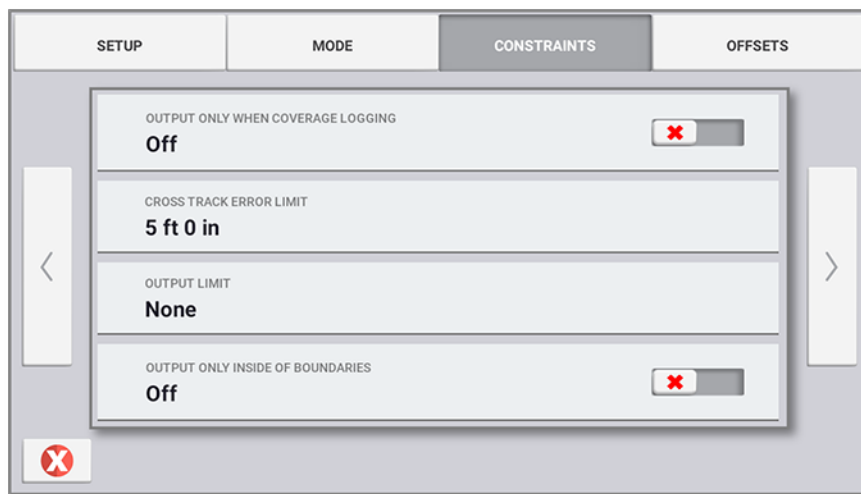 SETUP
MODE
CONSTRAINTS
OFFSETS
OUTPUT ONLY WHEN COVERAGE LOGGING
Off
CROSS TRACK ERROR LIMIT
5 ft 0 in
OUTPUT LIMIT
None
OUTPUT ONLY INSIDE OF BOUNDARIES
Off